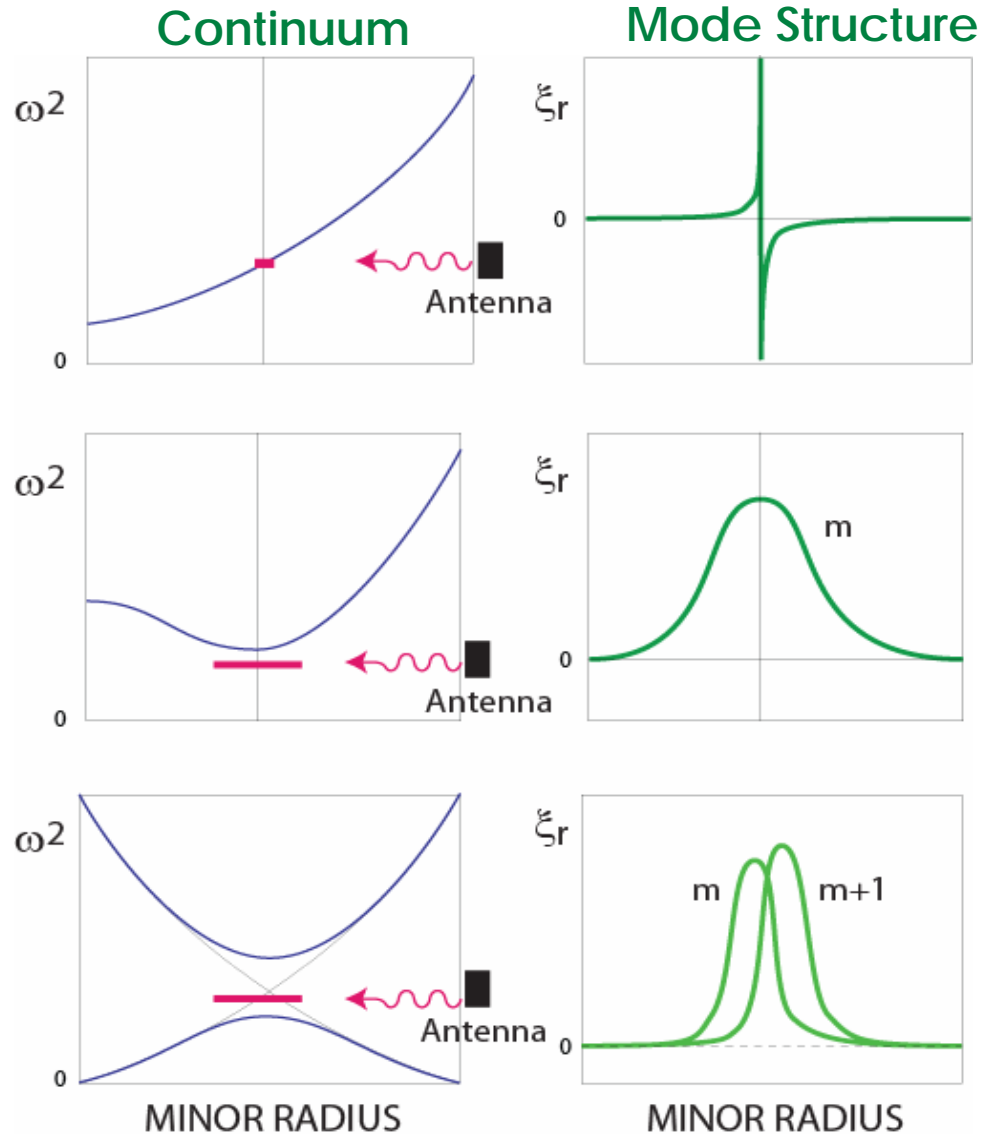 Continuum
Mode Structure
ω2
0
Antenna
ξr
0
ω2
0
Antenna
ξr
0
m
ω2
0
Antenna
MINOR RADIUS
ξr
0
m
m+1
MINOR RADIUS